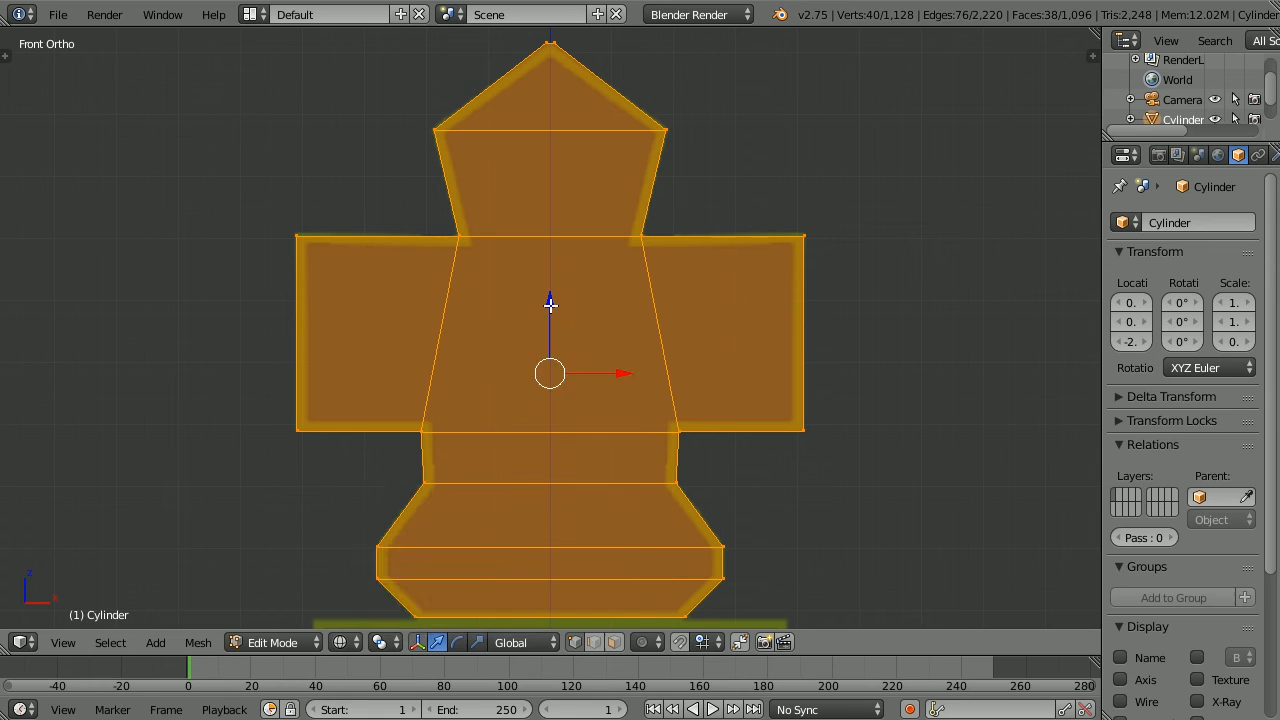 File Render Window Help Default Scene Blender Render v2.75 | Verts:40/1,128 | Edges:76/2,220 | Faces:38/1,096 | Tris:2,248 | Mem:12.02M | Cylinder
Front Ortho
View Search All Sc
RenderL
World
Camera
Cylinder
Cylinder
Cylinder
Transform
Locati Rotati Scale:
0. 0° 1.
0. 0° 1.
-2. 0° 0.
Rotatio XYZ Euler
Delta Transform
Transform Locks
Relations
Layers: Parent:
Object
Pass : 0
Groups
Add to Group
Display
Name B
Axis Texture
Wire X-Ray
z
x
(1) Cylinder
View Select Add Mesh Edit Mode Global
-40 -20 0 20 40 60 80 100 120 140 160 180 200 220 240 260 280
View Marker Frame Playback Start: 1 End: 250 1 No Sync